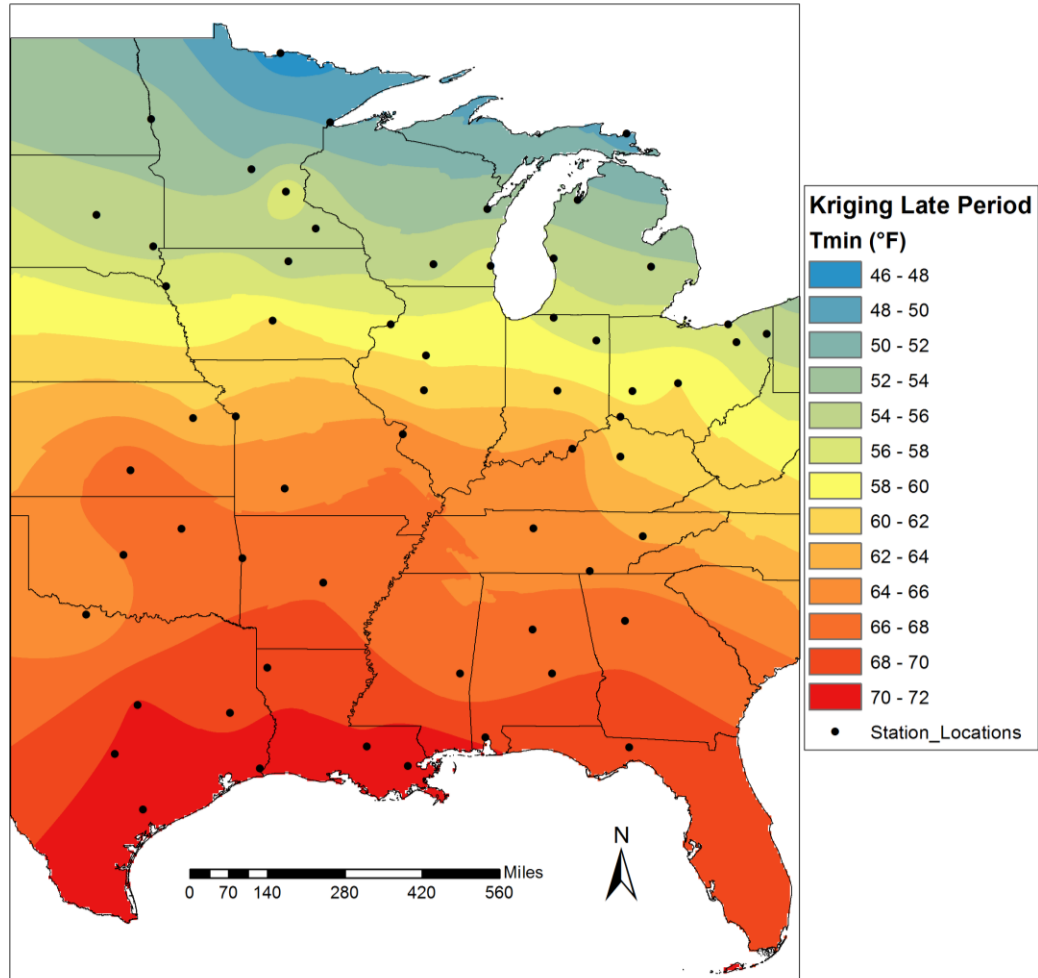 Kriging Late Period
Tmin (°F)
46 - 48
48 - 50
50 - 52
52 - 54
54 - 56
56 - 58
58 - 60
60 - 62
62 - 64
64 - 66
66 - 68
68 - 70
70 - 72
Station_Locations
N
Miles
0 70 140 280 420 560